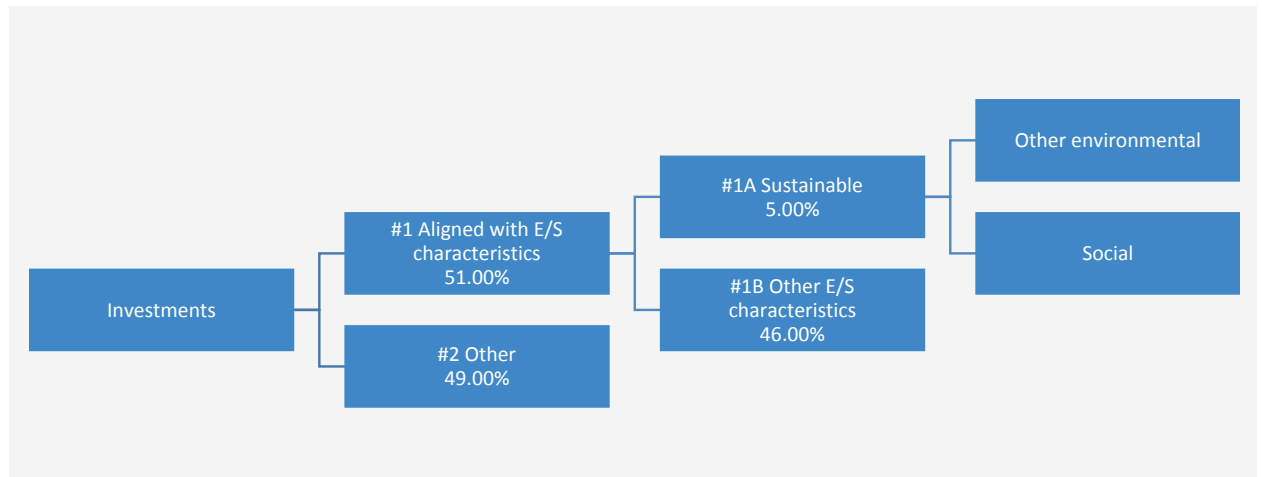 Investments
#1 Aligned with E/S
characteristics
51.00%
#2 Other
49.00%
#1A Sustainable
5.00%
#1B Other E/S
characteristics
46.00%
Other environmental
Social